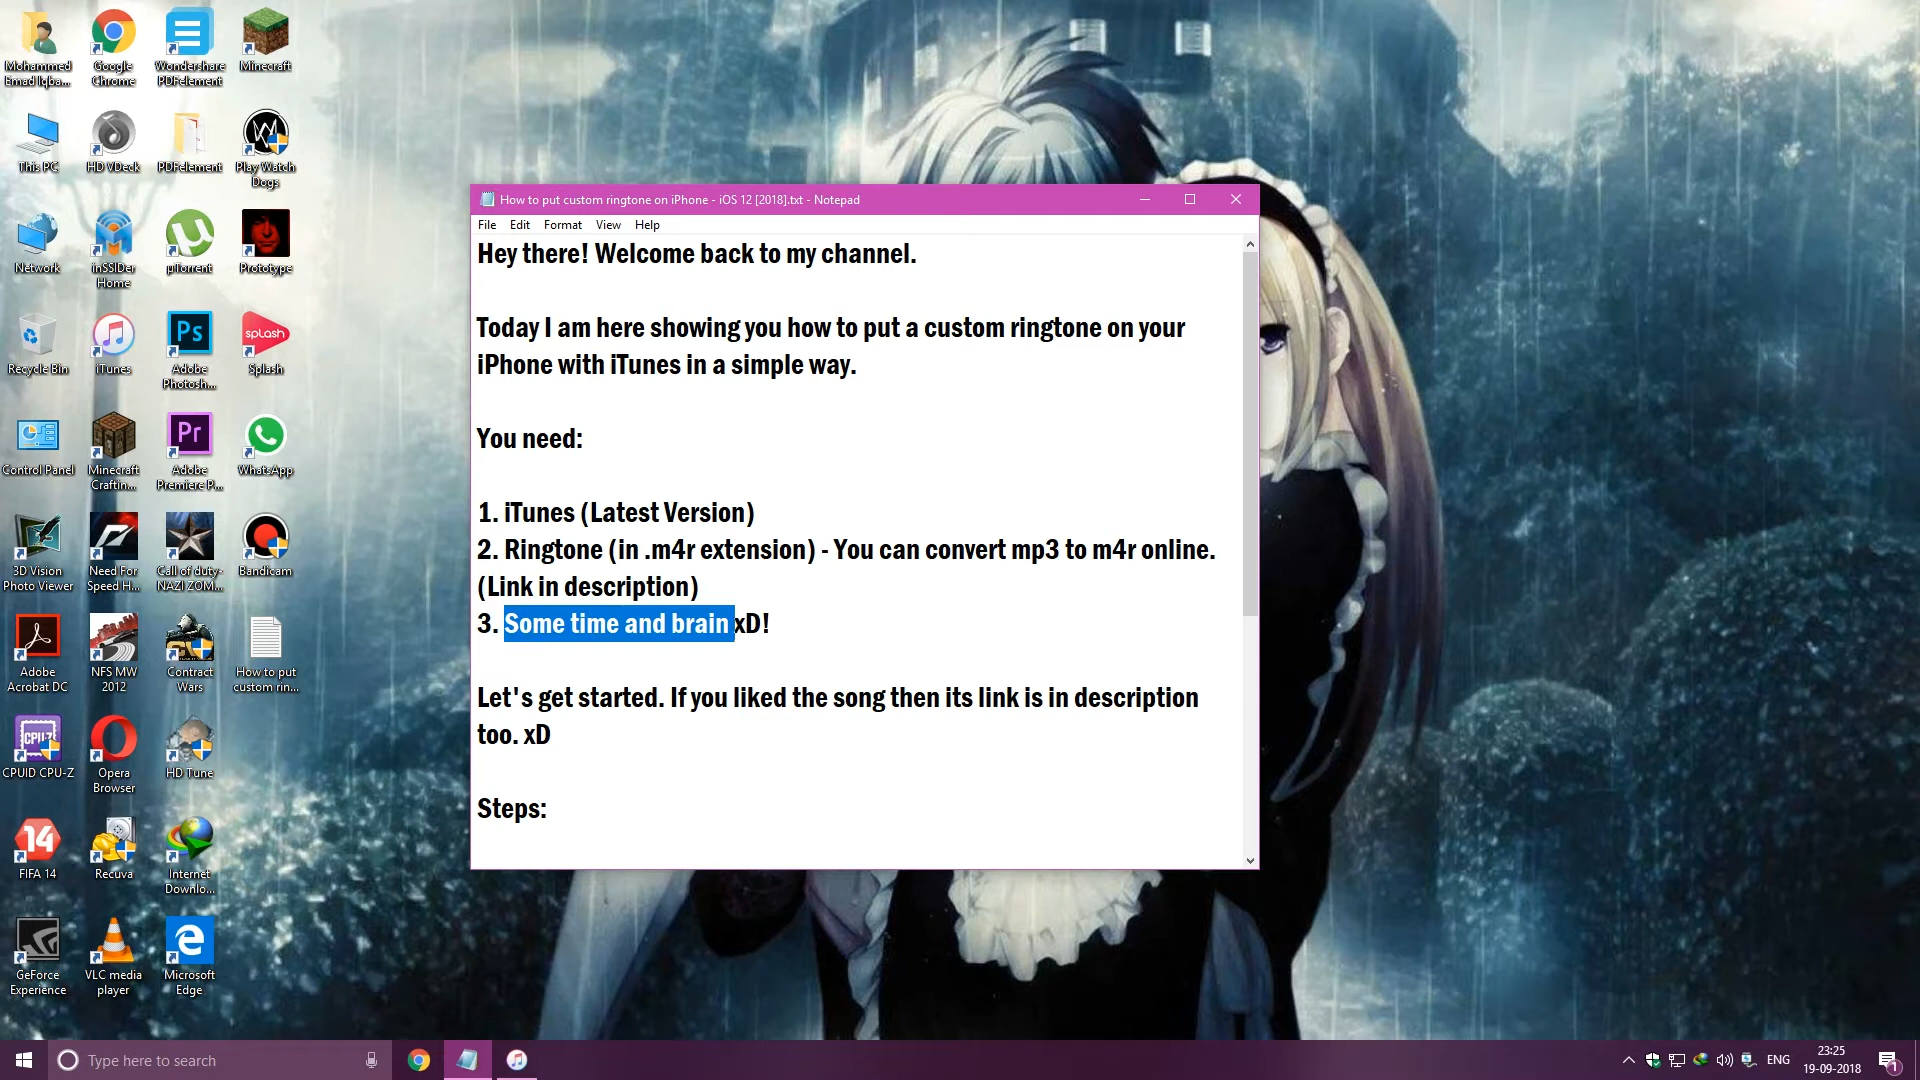 Mohammed
Emad Iqba...
Google
Chrome
Wondershare
PDFelement
Minecraft
This PC
HD VDeck
PDFelement
Play Watch
Dogs
Network
inSSIDer
Home
µTorrent
Prototype
Recycle Bin
iTunes
Ps
Adobe
Photosh...
splash
Splash
Control Panel
Minecraft
Craftin...
Pr
Adobe
Premiere P...
WhatsApp
3D Vision
Photo Viewer
Need For
Speed H...
Call of duty-
NAZI ZOM...
Bandicam
Adobe
Acrobat DC
NFS MW
2012
Contract
Wars
How to put
custom rin...
CPU-Z
CPUID CPU-Z
Opera
Browser
HD Tune
14
FIFA 14
Recuva
Internet
Downlo...
GeForce
Experience
VLC media
player
Microsoft
Edge
How to put custom ringtone on iPhone - iOS 12 [2018].txt - Notepad
File Edit Format View Help
Hey there! Welcome back to my channel.
Today I am here showing you how to put a custom ringtone on your
iPhone with iTunes in a simple way.
You need:
1. iTunes (Latest Version)
2. Ringtone (in .m4r extension) - You can convert mp3 to m4r online.
(Link in description)
3. Some time and brain xD!
Let's get started. If you liked the song then its link is in description
too. xD
Steps:
Type here to search
ENG
23:25
19-09-2018
1